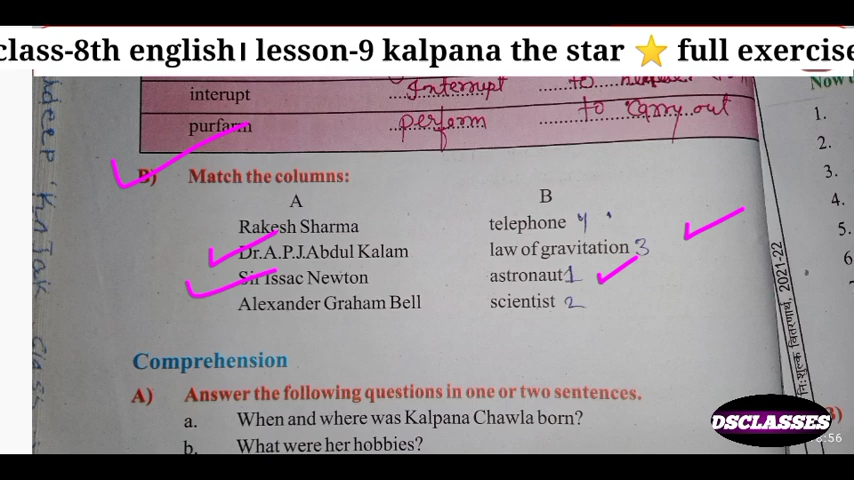 class-8th english। lesson-9 kalpana the star ⭐ full exercise
interupt Interrupt
purfarm perform to carry out
B) Match the columns:
A B
Rakesh Sharma telephone 4
Dr.A.P.J.Abdul Kalam law of gravitation 3
Sir Issac Newton astronaut 1
Alexander Graham Bell scientist 2
Comprehension
A) Answer the following questions in one or two sentences.
a. When and where was Kalpana Chawla born?
b. What were her hobbies?
Now
1.
2.
3.
4.
5.
6
नि:शुल्क वितरणार्थ, 2021-22
DSCLASSES